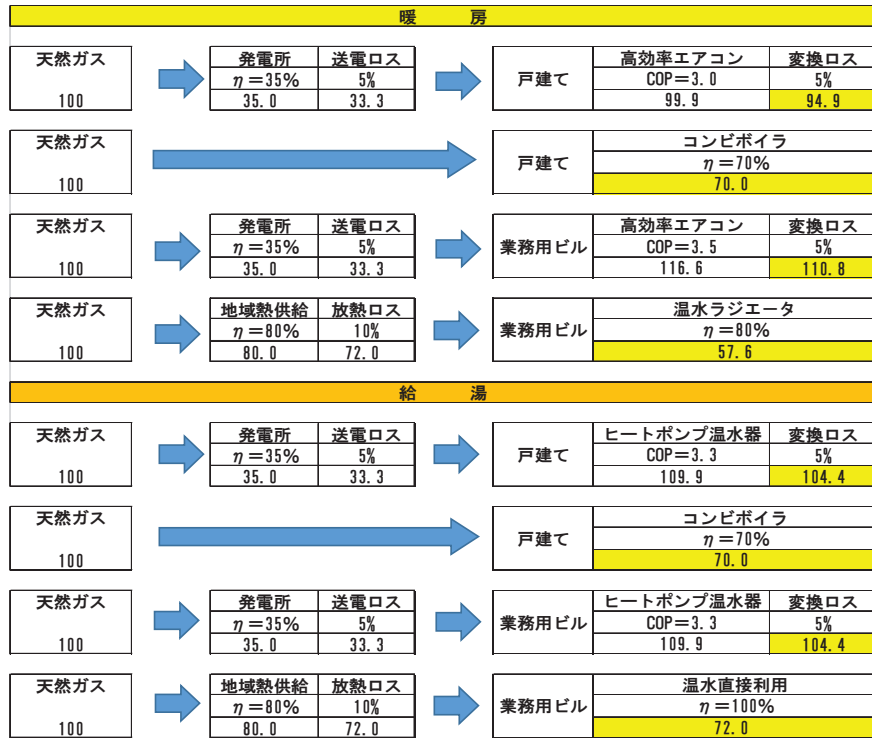 暖 房
天然ガス 発電所 送電ロス 戸建て 高効率エアコン 変換ロス
η=35% 5% COP=3.0 5%
100 35.0 33.3 99.9 94.9
天然ガス 戸建て コンビボイラ
η=70%
100 70.0
天然ガス 発電所 送電ロス 業務用ビル 高効率エアコン 変換ロス
η=35% 5% COP=3.5 5%
100 35.0 33.3 116.6 110.8
天然ガス 地域熱供給 放熱ロス 業務用ビル 温水ラジエータ
η=80% 10% η=80%
100 80.0 72.0 57.6
給 湯
天然ガス 発電所 送電ロス 戸建て ヒートポンプ温水器 変換ロス
η=35% 5% COP=3.3 5%
100 35.0 33.3 109.9 104.4
天然ガス 戸建て コンビボイラ
η=70%
100 70.0
天然ガス 発電所 送電ロス 業務用ビル ヒートポンプ温水器 変換ロス
η=35% 5% COP=3.3 5%
100 35.0 33.3 109.9 104.4
天然ガス 地域熱供給 放熱ロス 業務用ビル 温水直接利用
η=80% 10% η=100%
100 80.0 72.0 72.0